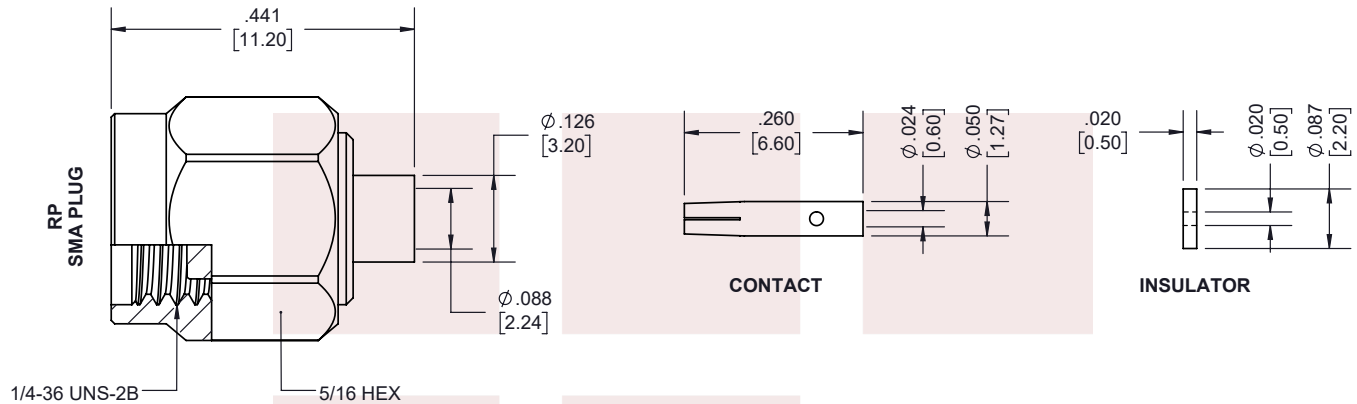 .441
[11.20]
RP
SMA PLUG
Ø.126
[3.20]
Ø.088
[2.24]
1/4-36 UNS-2B
5/16 HEX
.260
[6.60]
Ø.024
[0.60]
Ø.050
[1.27]
CONTACT
.020
[0.50]
Ø.020
[0.50]
Ø.087
[2.20]
INSULATOR